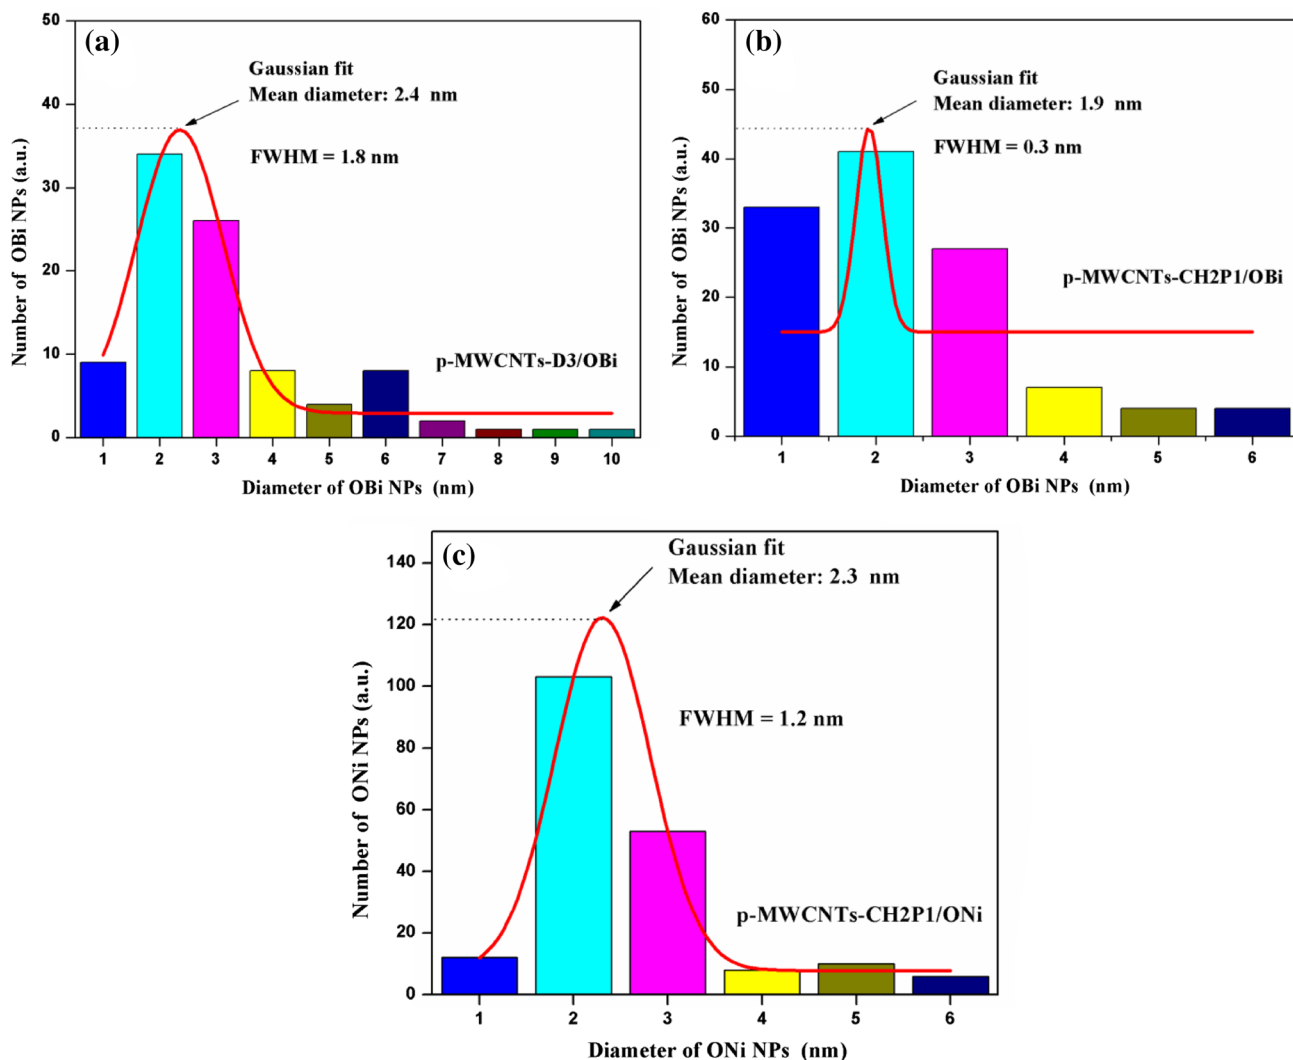 (a)
50
40
30
20
10
0
Number of OBi NPs (a.u.)
Gaussian fit
Mean diameter: 2.4 nm
FWHM = 1.8 nm
p-MWCNTs-D3/OBi
1 2 3 4 5 6 7 8 9 10
Diameter of OBi NPs (nm)
(b)
60
50
40
30
20
10
0
Number of OBi NPs (a.u.)
Gaussian fit
Mean diameter: 1.9 nm
FWHM = 0.3 nm
p-MWCNTs-CH2P1/OBi
1 2 3 4 5 6
Diameter of OBi NPs (nm)
(c)
140
120
100
80
60
40
20
0
Number of ONi NPs (a.u.)
Gaussian fit
Mean diameter: 2.3 nm
FWHM = 1.2 nm
p-MWCNTs-CH2P1/ONi
1 2 3 4 5 6
Diameter of ONi NPs (nm)